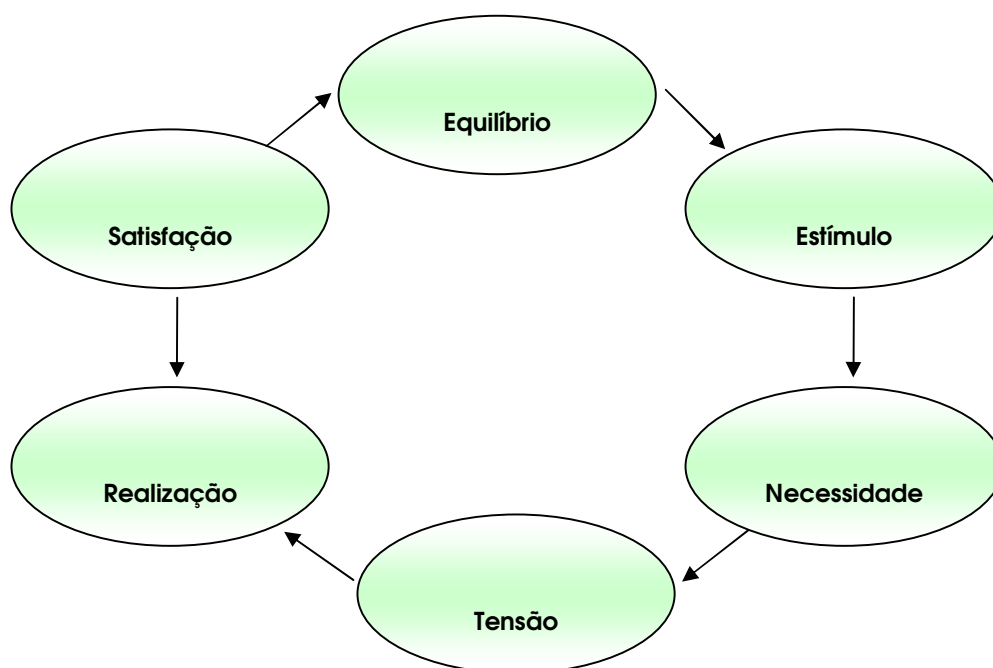 Equilíbrio
Satisfação
Estímulo
Realização
Necessidade
Tensão